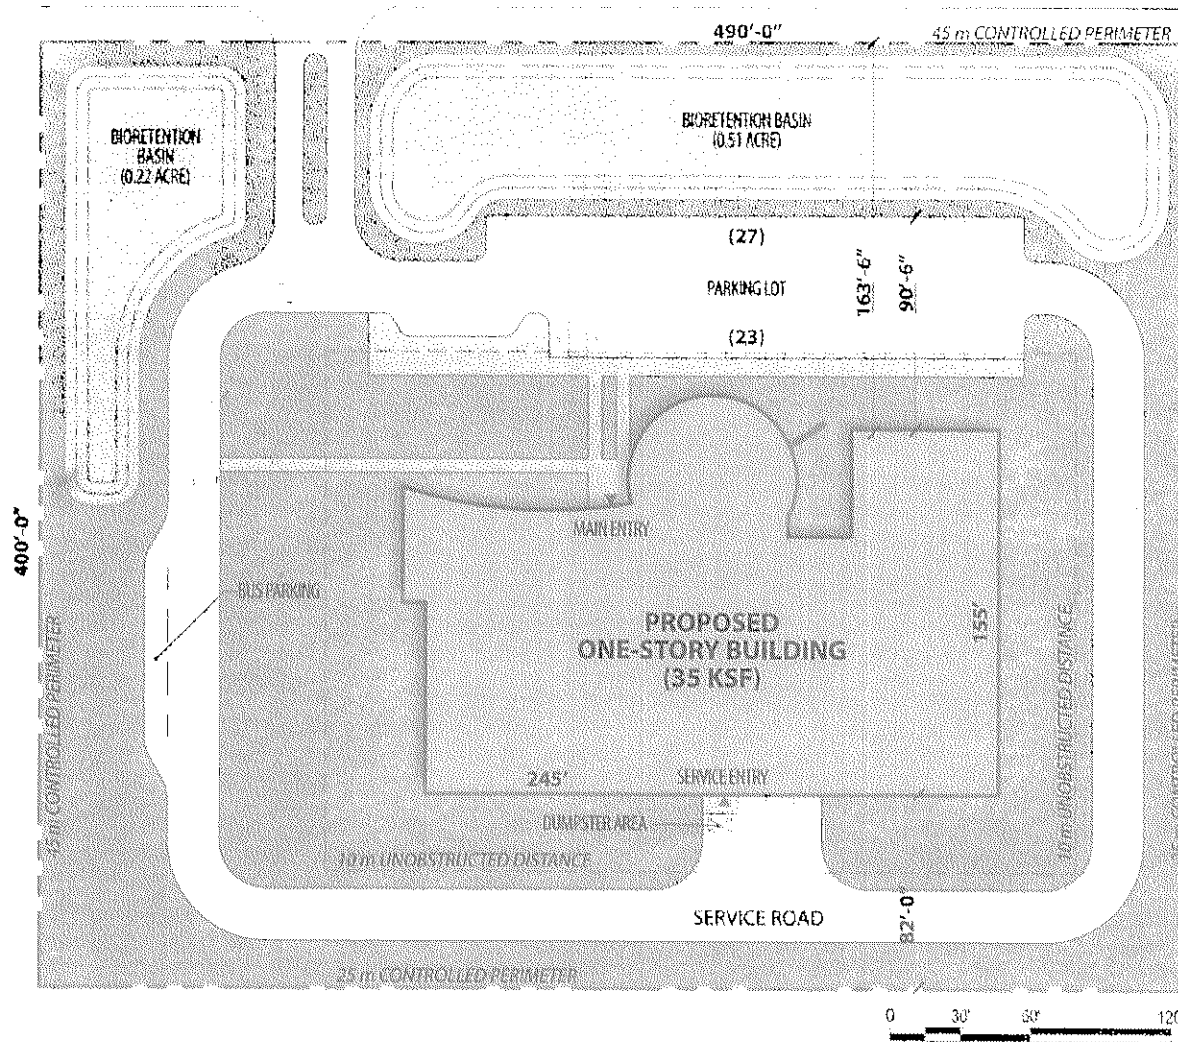 490'-0"
45 m CONTROLLED PERIMETER
BIORETENTION
BASIN
(0.22 ACRE)
BIORETENTION BASIN
(0.51 ACRE)
(27)
PARKING LOT
163'-6"
90'-6"
(23)
400'-0"
MAIN ENTRY
BUS PARKING
PROPOSED
ONE-STORY BUILDING
(35 KSF)
155'
45 m CONTROLLED PERIMETER
10 m UNOBSTRUCTED DISTANCE
245'
SERVICE ENTRY
DUMPSTER AREA
10 m UNOBSTRUCTED DISTANCE
SERVICE ROAD
82'-0"
CONTROLLED PERIMETER
0 30' 60' 120